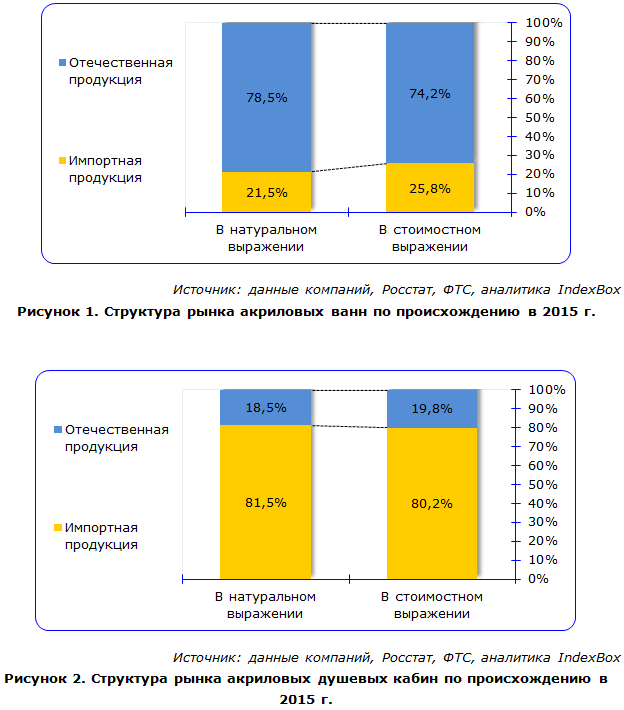 100%
90%
80%
70%
60%
50%
40%
30%
20%
10%
0%
Отечественная
продукция
78,5%
74,2%
Импортная
продукция
21,5%
25,8%
В натуральном
выражении
В стоимостном
выражении
Источник: данные компаний, Росстат, ФТС, аналитика IndexBox
Рисунок 1. Структура рынка акриловых ванн по происхождению в 2015 г.
100%
90%
80%
70%
60%
50%
40%
30%
20%
10%
0%
18,5%
19,8%
Отечественная
продукция
81,5%
80,2%
Импортная
продукция
В натуральном
выражении
В стоимостном
выражении
Источник: данные компаний, Росстат, ФТС, аналитика IndexBox
Рисунок 2. Структура рынка акриловых душевых кабин по происхождению в
2015 г.